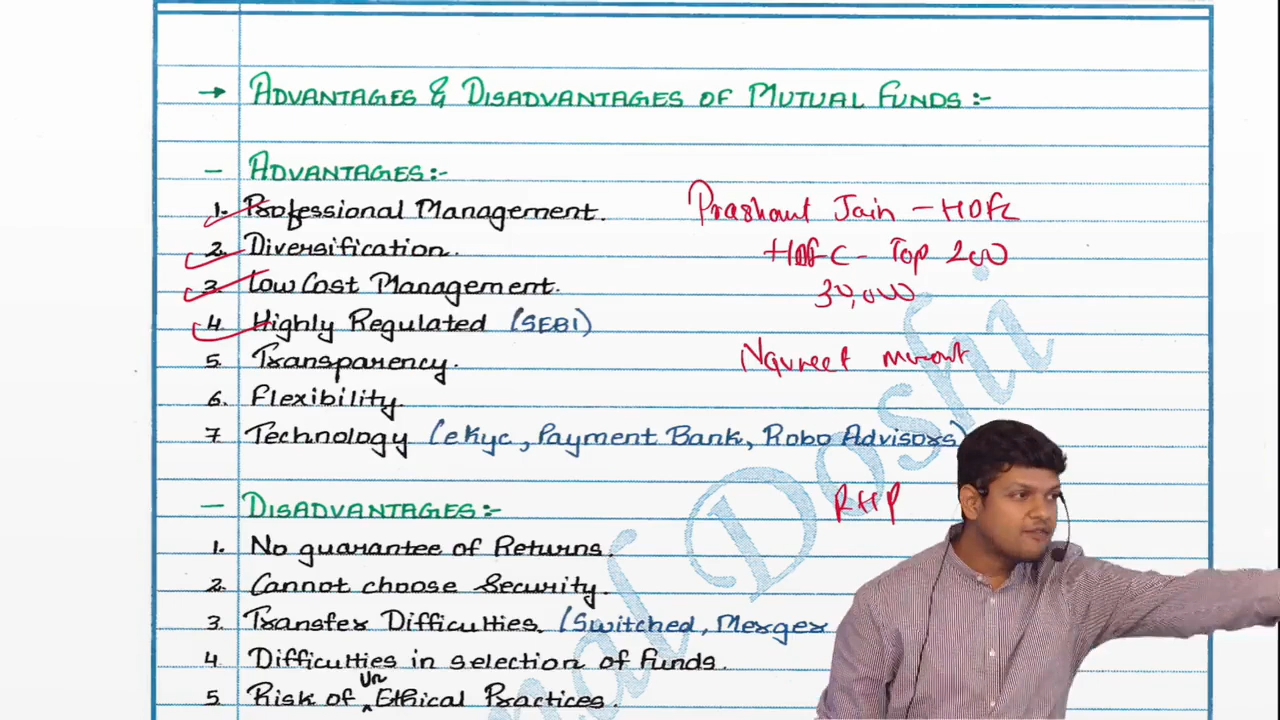 → ADVANTAGES & DISADVANTAGES OF MUTUAL FUNDS :-
— ADVANTAGES :-
1. Professional Management. Prashant Jain - HDFC
2. Diversification. HDFC - Top 200
3. Low Cost Management. 30,000
4. Highly Regulated (SEBI)
5. Transparency. Navneet
6. Flexibility
7. Technology (eKyc, Payment Bank, Robo Advisors)
— DISADVANTAGES :- RHP
1. No guarantee of Returns.
2. Cannot choose Security.
3. Transfer Difficulties. (Switched, Merger
4. Difficulties in selection of Funds.
5. Risk of Un Ethical Practices.
Doshi